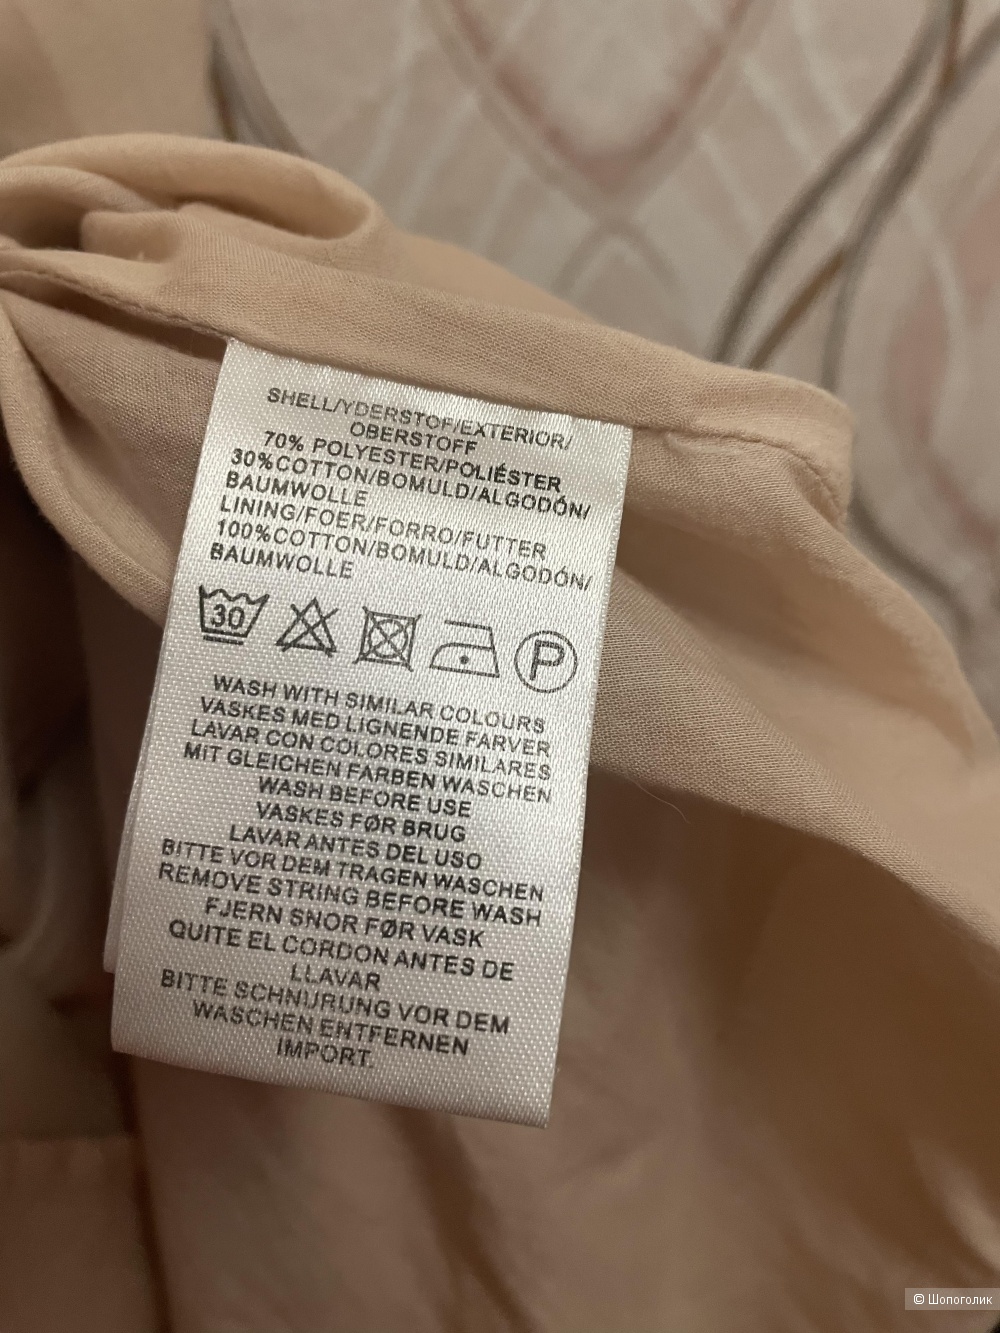 SHELL/YDERSTOF/EXTERIOR/
OBERSTOFF
70% POLYESTER/POLIÉSTER
30%COTTON/BOMULD/ALGODÓN/
BAUMWOLLE
LINING/FOER/FORRO/FUTTER
100%COTTON/BOMULD/ALGODÓN/
BAUMWOLLE
30 P
WASH WITH SIMILAR COLOURS
VASKES MED LIGNENDE FARVER
LAVAR CON COLORES SIMILARES
MIT GLEICHEN FARBEN WASCHEN
WASH BEFORE USE
VASKES FØR BRUG
LAVAR ANTES DEL USO
BITTE VOR DEM TRAGEN WASCHEN
REMOVE STRING BEFORE WASH
FJERN SNOR FØR VASK
QUITE EL CORDON ANTES DE
LLAVAR
BITTE SCHNURUNG VOR DEM
WASCHEN ENTFERNEN
IMPORT.
© Шопоголик